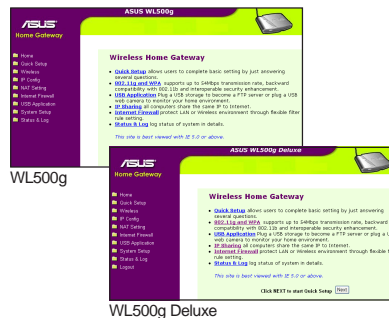 ASUS WL500g
ASUS
Home Gateway
Home
Quick Setup
Wireless
IP Config
NAT Setting
Internet Firewall
USB Application
System Setup
Status & Log
Wireless Home Gateway
Quick Setup allows users to complete basic setting by just answering
several questions.
802.11g and WPA supports up to 54Mbps transmission rate, backward
compatibility with 802.11b and interoperable security enhancement.
USB Application Plug a USB storage to become a FTP server or plug a USB
web camera to monitor your home environment.
IP Sharing all computers share the same IP to Internet.
Internet Firewall protect LAN or Wireless environment through flexible filter
rule setting.
Status & Log log status of system in details.
This site is best viewed with IE 5.0 or above.
WL500g
ASUS WL500g Deluxe
ASUS
Home Gateway
Home
Quick Setup
Wireless
IP Config
NAT Setting
Internet Firewall
USB Application
System Setup
Status & Log
Logout
Wireless Home Gateway
Quick Setup allows users to complete basic setting by just answering
several questions.
802.11g and WPA supports up to 54Mbps transmission rate, backward
compatibility with 802.11b and interoperable security enhancement.
USB Application Plug a USB storage to become a FTP server or plug a U
web camera to monitor your home environment.
IP Sharing all computers share the same IP to Internet.
Internet Firewall protect LAN or Wireless environment through flexible
rule setting.
Status & Log log status of system in details.
This site is best viewed with IE 5.0 or above.
Click NEXT to start Quick Setup Next
WL500g Deluxe